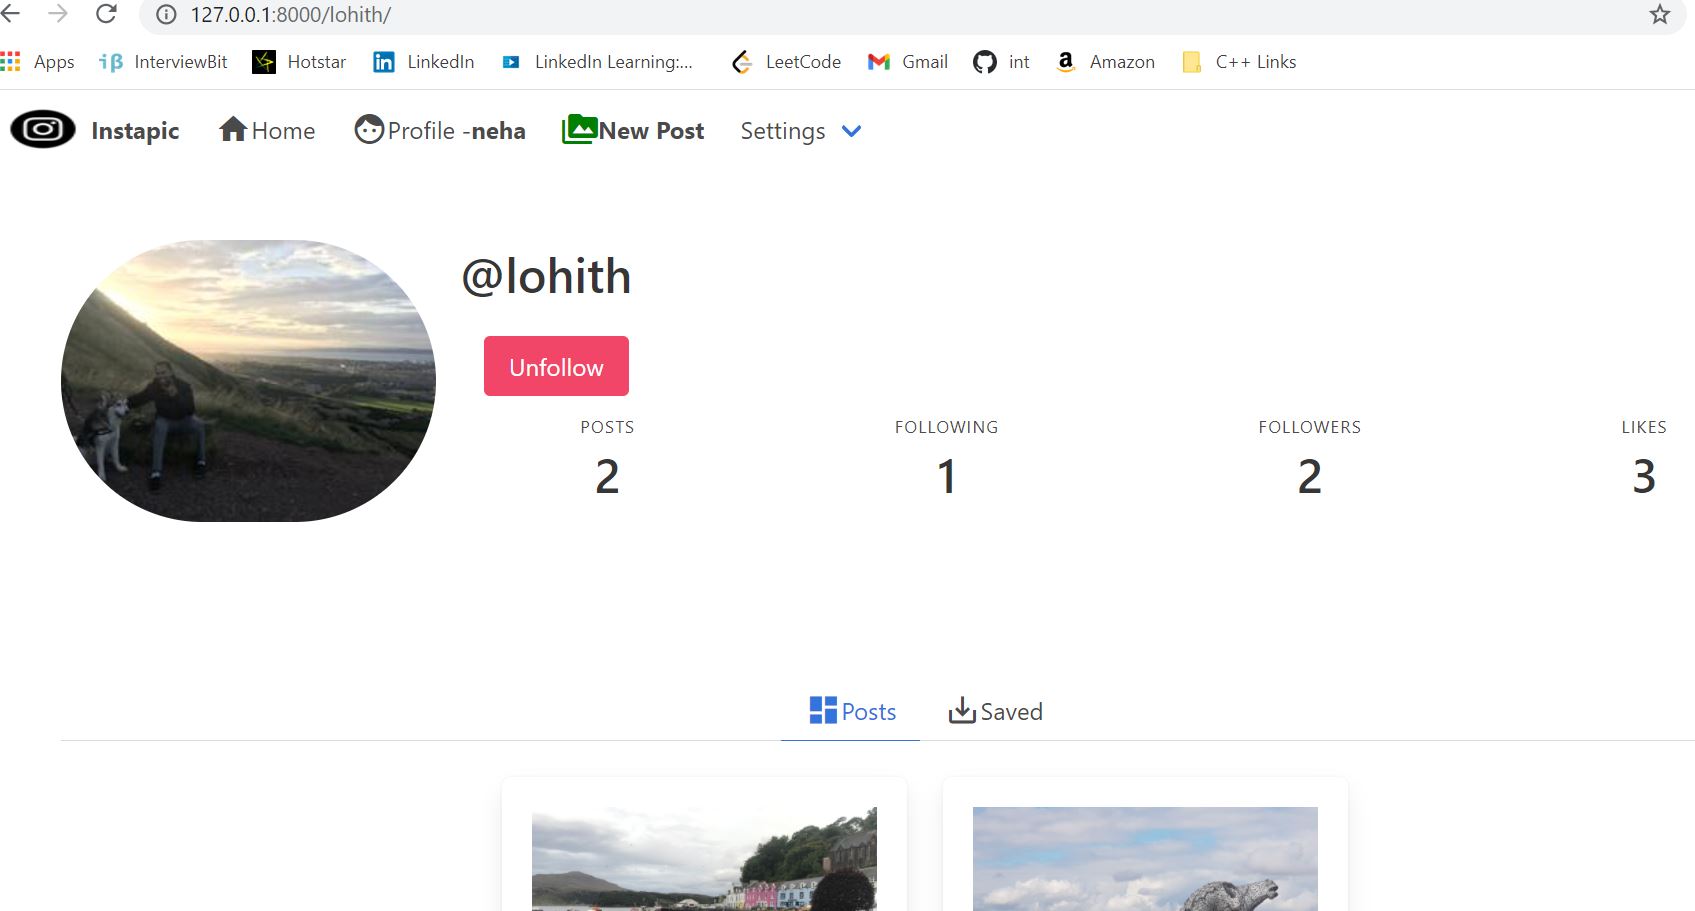 127.0.0.1:8000/lohith/
Apps InterviewBit Hotstar LinkedIn LinkedIn Learning:... LeetCode Gmail int Amazon C++ Links
Instapic Home Profile -neha New Post Settings
@lohith
Unfollow
POSTS FOLLOWING FOLLOWERS LIKES
2 1 2 3
Posts Saved